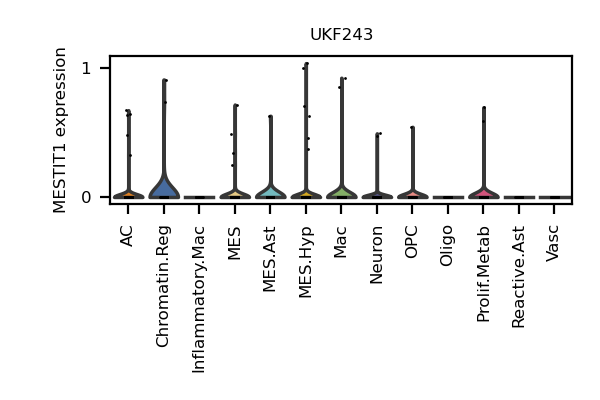 UKF243
MESTIT1 expression
1
0
AC
Chromatin.Reg
Inflammatory.Mac
MES
MES.Ast
MES.Hyp
Mac
Neuron
OPC
Oligo
Prolif.Metab
Reactive.Ast
Vasc